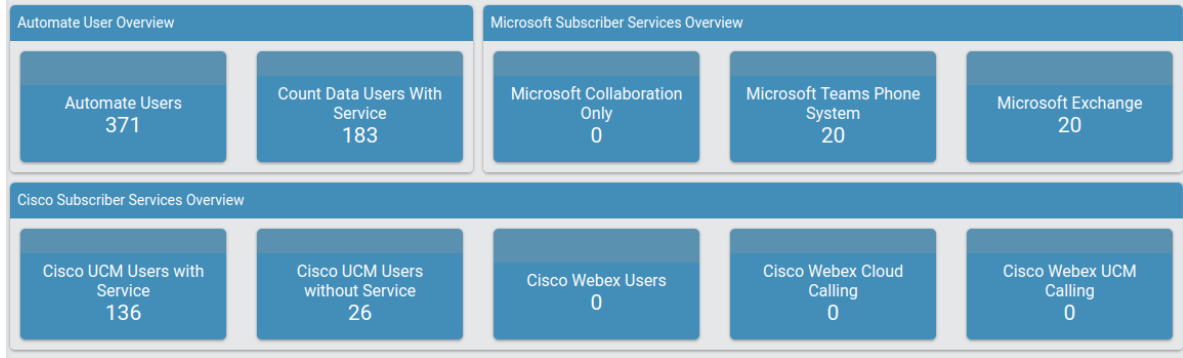 Automate User Overview
Automate Users
371
Count Data Users With
Service
183
Microsoft Subscriber Services Overview
Microsoft Collaboration
Only
0
Microsoft Teams Phone
System
20
Microsoft Exchange
20
Cisco Subscriber Services Overview
Cisco UCM Users with
Service
136
Cisco UCM Users
without Service
26
Cisco Webex Users
0
Cisco Webex Cloud
Calling
0
Cisco Webex UCM
Calling
0